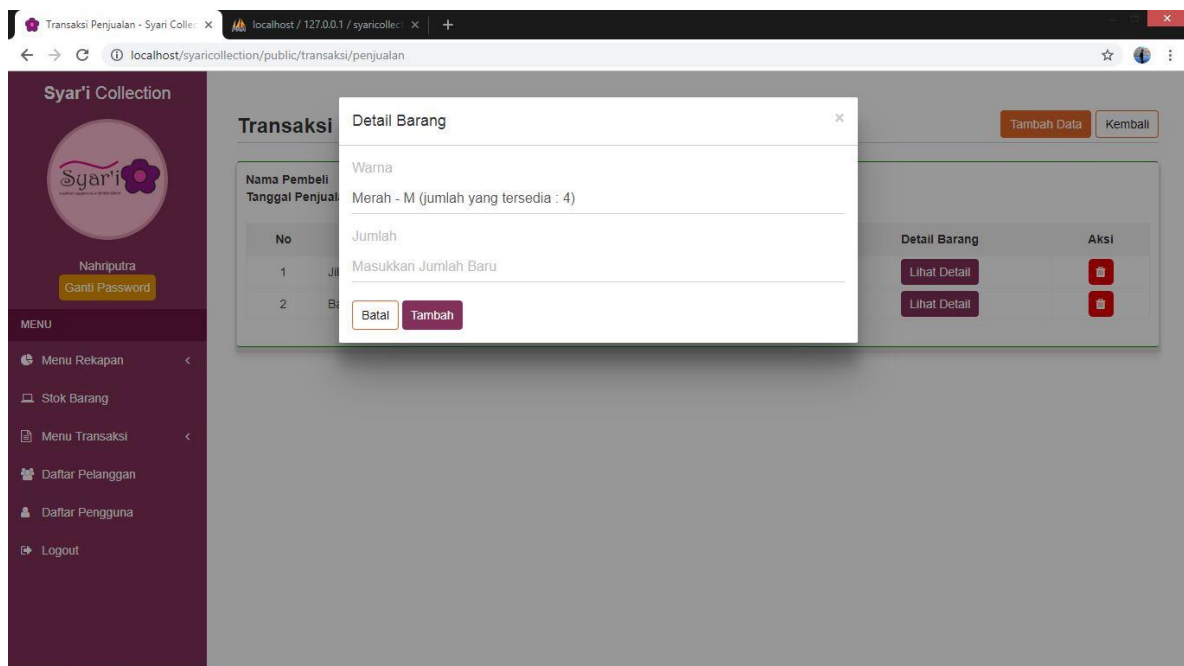 Transaksi Penjualan - Syari Collec
localhost / 127.0.0.1 / syaricollect
localhost/syaricollection/public/transaksi/penjualan
Syar'i Collection
Syar'i
Nahriputra
Ganti Password
MENU
Menu Rekapan
Stok Barang
Menu Transaksi
Daftar Pelanggan
Daftar Pengguna
Logout
Transaksi
Tambah Data Kembali
Nama Pembeli
Tanggal Penjual
No Detail Barang Aksi
1 Jil Lihat Detail
2 Ba Lihat Detail
Detail Barang ×
Warna
Merah - M (jumlah yang tersedia : 4)
Jumlah
Masukkan Jumlah Baru
Batal Tambah